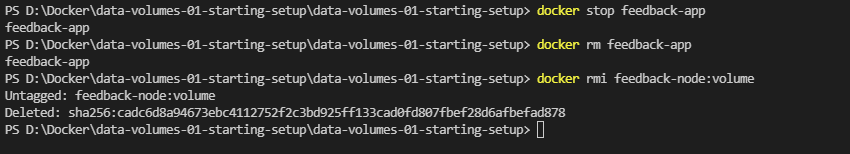 PS D:\Docker\data-volumes-01-starting-setup\data-volumes-01-starting-setup> docker stop feedback-app
feedback-app
PS D:\Docker\data-volumes-01-starting-setup\data-volumes-01-starting-setup> docker rm feedback-app
feedback-app
PS D:\Docker\data-volumes-01-starting-setup\data-volumes-01-starting-setup> docker rmi feedback-node:volume
Untagged: feedback-node:volume
Deleted: sha256:cadc6d8a94673ebc4112752f2c3bd925ff133cad0fd807fbef28d6afbefad878
PS D:\Docker\data-volumes-01-starting-setup\data-volumes-01-starting-setup>